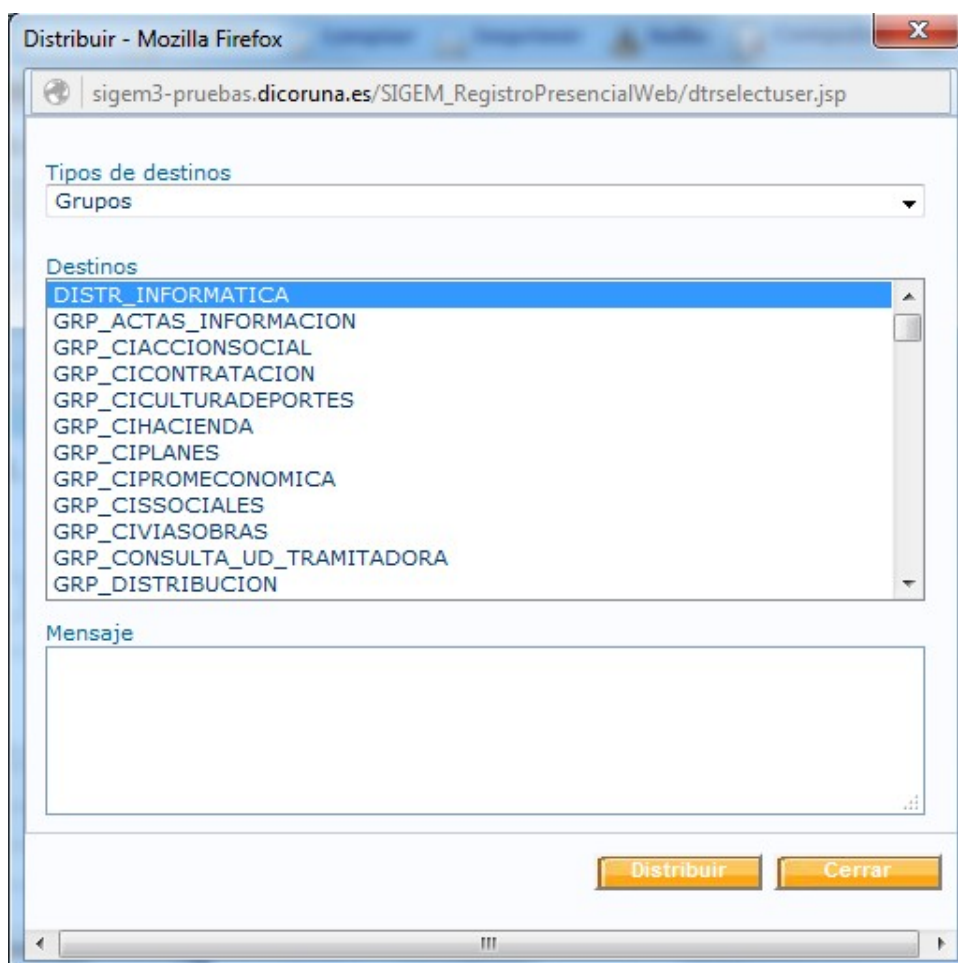 Distribuir - Mozilla Firefox
sigem3-pruebas.dicoruna.es/SIGEM_RegistroPresencialWeb/dtrselectuser.jsp
Tipos de destinos
Grupos
Destinos
DISTR_INFORMATICA
GRP_ACTAS_INFORMACION
GRP_CIACCIONSOCIAL
GRP_CICONTRATACION
GRP_CICULTURADEPORTES
GRP_CIHACIENDA
GRP_CIPLANES
GRP_CIPROMECONOMICA
GRP_CISSOCIALES
GRP_CIVIASOBRAS
GRP_CONSULTA_UD_TRAMITADORA
GRP_DISTRIBUCION
Mensaje
Distribuir Cerrar